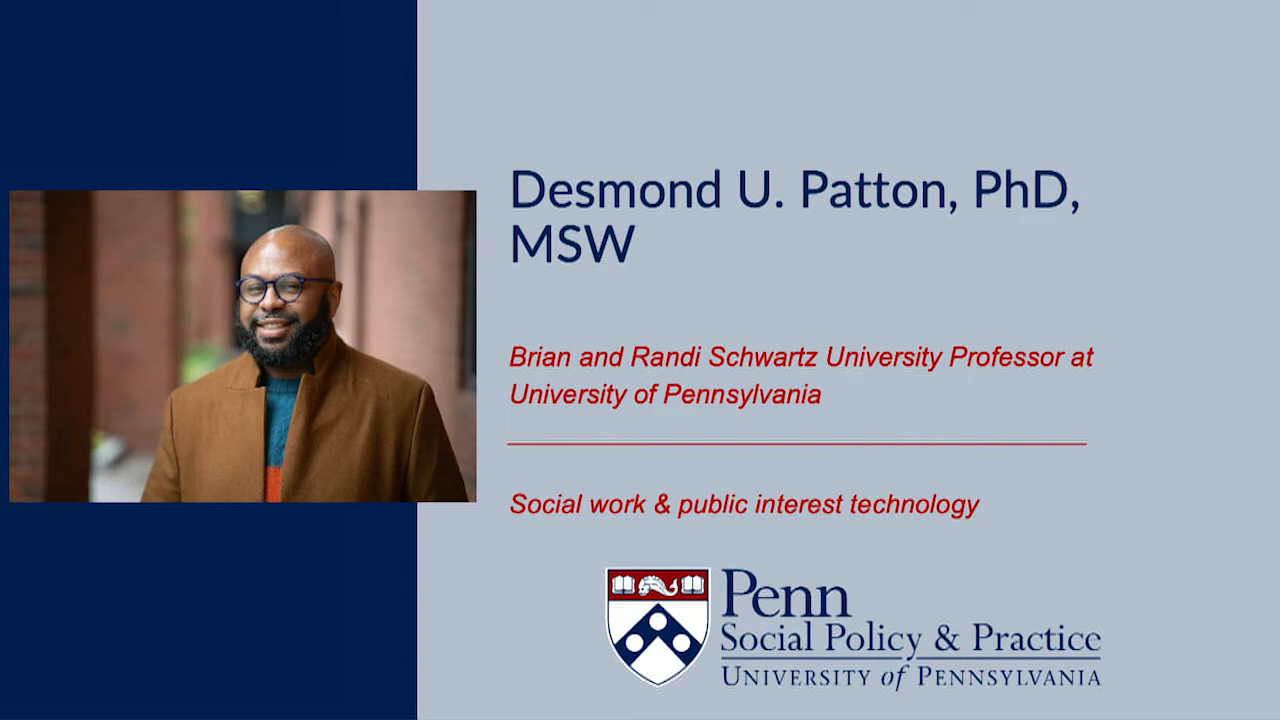 Desmond U. Patton, PhD,
MSW
Brian and Randi Schwartz University Professor at
University of Pennsylvania
Social work & public interest technology
Penn
Social Policy & Practice
University of Pennsylvania